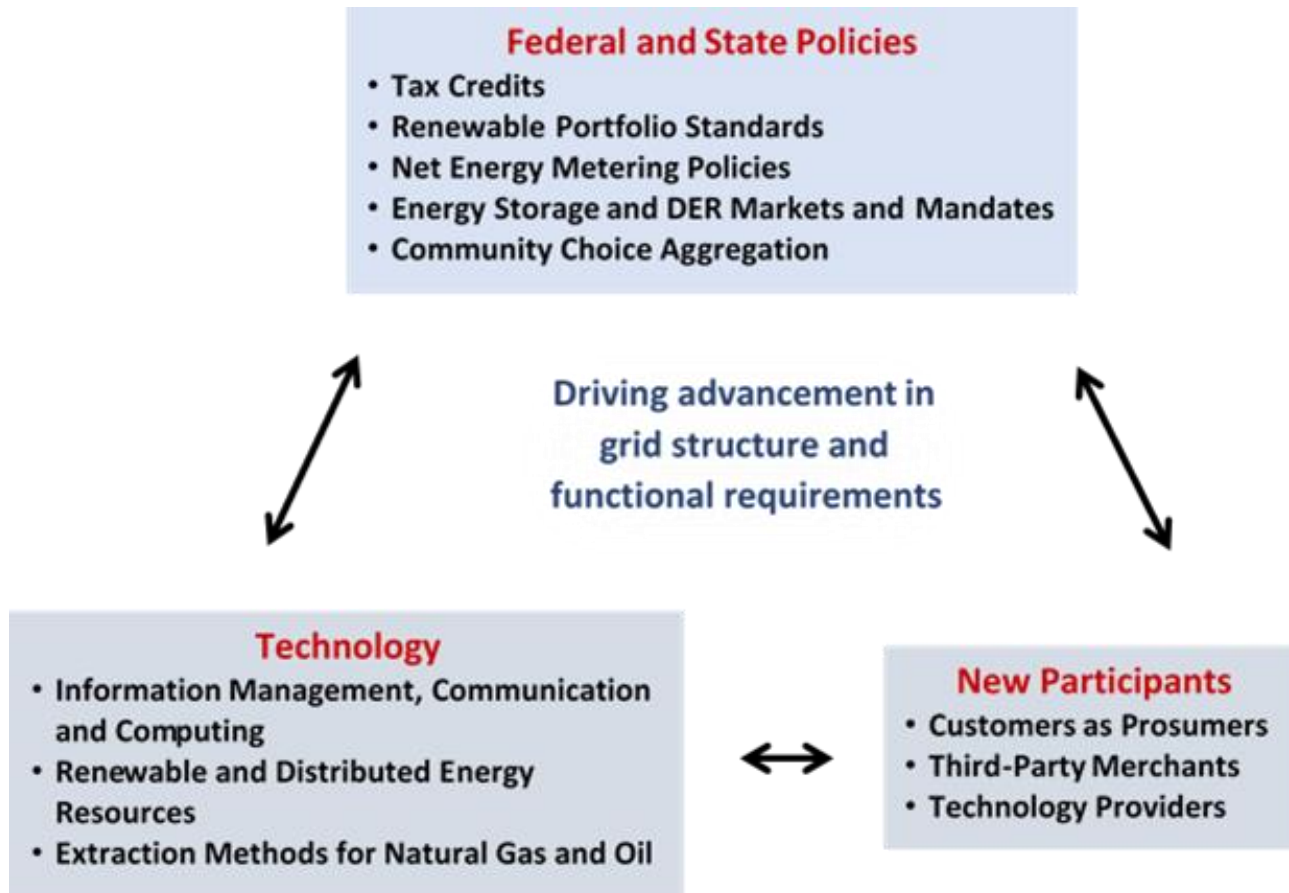 Federal and State Policies
• Tax Credits
• Renewable Portfolio Standards
• Net Energy Metering Policies
• Energy Storage and DER Markets and Mandates
• Community Choice Aggregation
Driving advancement in
grid structure and
functional requirements
Technology
• Information Management, Communication
and Computing
• Renewable and Distributed Energy
Resources
• Extraction Methods for Natural Gas and Oil
New Participants
• Customers as Prosumers
• Third-Party Merchants
• Technology Providers